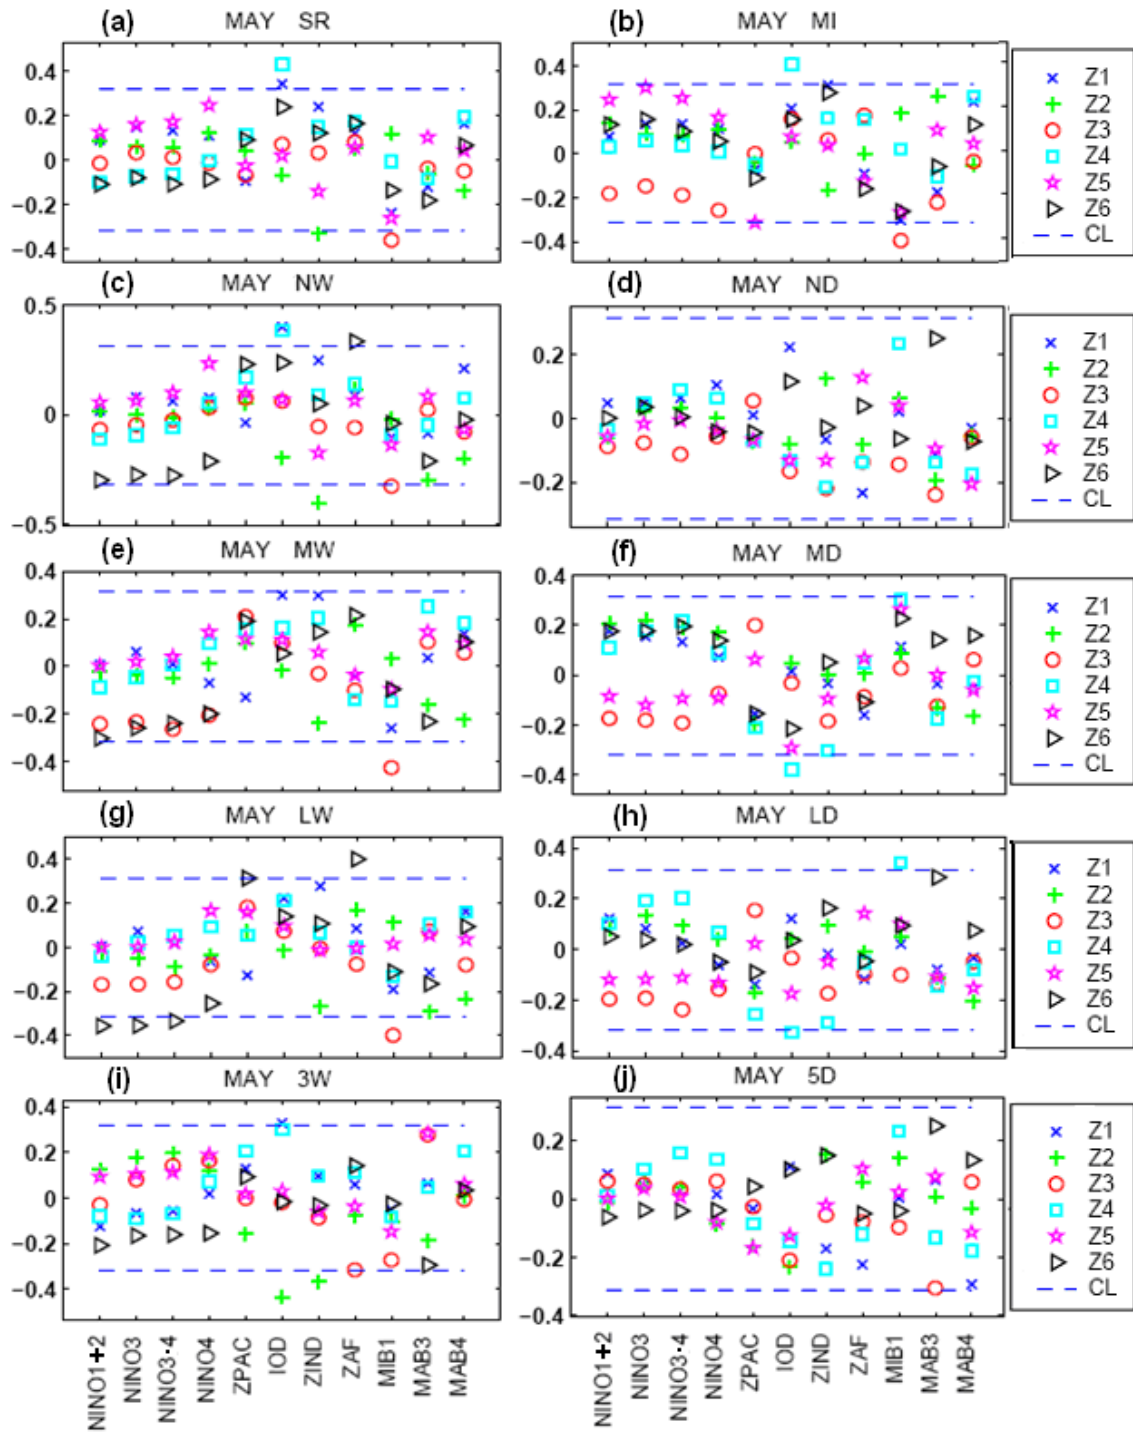 (a) MAY SR
(b) MAY MI
0.4
0.2
0
−0.2
−0.4
0.4
0.2
0
−0.2
−0.4
Z1
Z2
Z3
Z4
Z5
Z6
CL
(c) MAY NW
(d) MAY ND
0.5
0
−0.5
0.2
0
−0.2
Z1
Z2
Z3
Z4
Z5
Z6
CL
(e) MAY MW
(f) MAY MD
0.4
0.2
0
−0.2
−0.4
0.4
0.2
0
−0.2
−0.4
Z1
Z2
Z3
Z4
Z5
Z6
CL
(g) MAY LW
(h) MAY LD
0.4
0.2
0
−0.2
−0.4
0.4
0.2
0
−0.2
−0.4
Z1
Z2
Z3
Z4
Z5
Z6
CL
(i) MAY 3W
(j) MAY 5D
0.4
0.2
0
−0.2
−0.4
0.2
0
−0.2
−0.4
Z1
Z2
Z3
Z4
Z5
Z6
CL
NINO1+2
NINO3
NINO3·4
NINO4
ZPAC
IOD
ZIND
ZAF
MIB1
MAB3
MAB4
NINO1+2
NINO3
NINO3·4
NINO4
ZPAC
IOD
ZIND
ZAF
MIB1
MAB3
MAB4